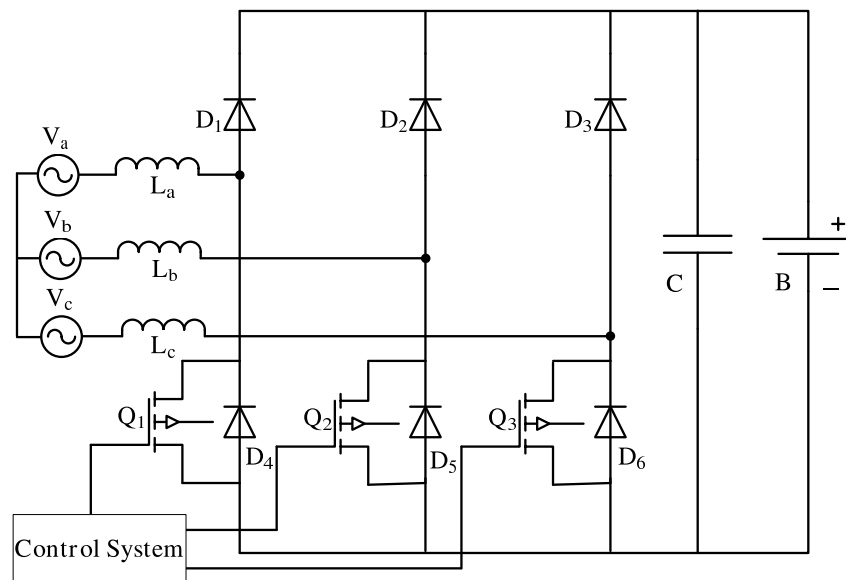 D1
D2
D3
Va
La
Vb
Lb
Vc
Lc
C
B
+
−
Q1
D4
Q2
D5
Q3
D6
Control System